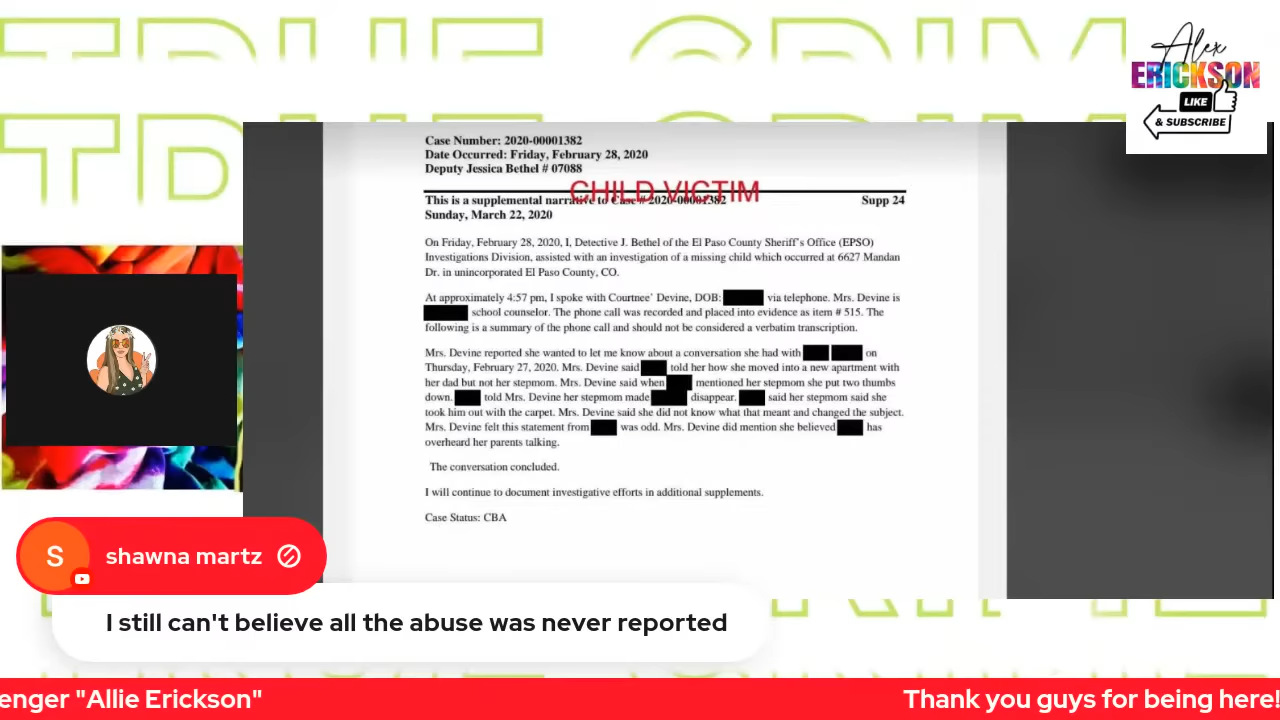 TRUE CRIM
Alex
ERICKSON
LIKE
& SUBSCRIBE
Case Number: 2020-00001382
Date Occurred: Friday, February 28, 2020
Deputy Jessica Bethel # 07088
CHILD VICTIM
This is a supplemental narrative to Case # 2020-00001382 Supp 24
Sunday, March 22, 2020
On Friday, February 28, 2020, I, Detective J. Bethel of the El Paso County Sheriff's Office (EPSO)
Investigations Division, assisted with an investigation of a missing child which occurred at 6627 Mandan
Dr. in unincorporated El Paso County, CO.
At approximately 4:57 pm, I spoke with Courtnee' Devine, DOB: via telephone. Mrs. Devine is
school counselor. The phone call was recorded and placed into evidence as item # 515. The
following is a summary of the phone call and should not be considered a verbatim transcription.
Mrs. Devine reported she wanted to let me know about a conversation she had with on
Thursday, February 27, 2020. Mrs. Devine said told her how she moved into a new apartment with
her dad but not her stepmom. Mrs. Devine said when mentioned her stepmom she put two thumbs
down. told Mrs. Devine her stepmom made disappear. said her stepmom said she
took him out with the carpet. Mrs. Devine said she did not know what that meant and changed the subject.
Mrs. Devine felt this statement from was odd. Mrs. Devine did mention she believed has
overheard her parents talking.
The conversation concluded.
I will continue to document investigative efforts in additional supplements.
Case Status: CBA
S
shawna martz
I still can't believe all the abuse was never reported
enger "Allie Erickson" Thank you guys for being here!